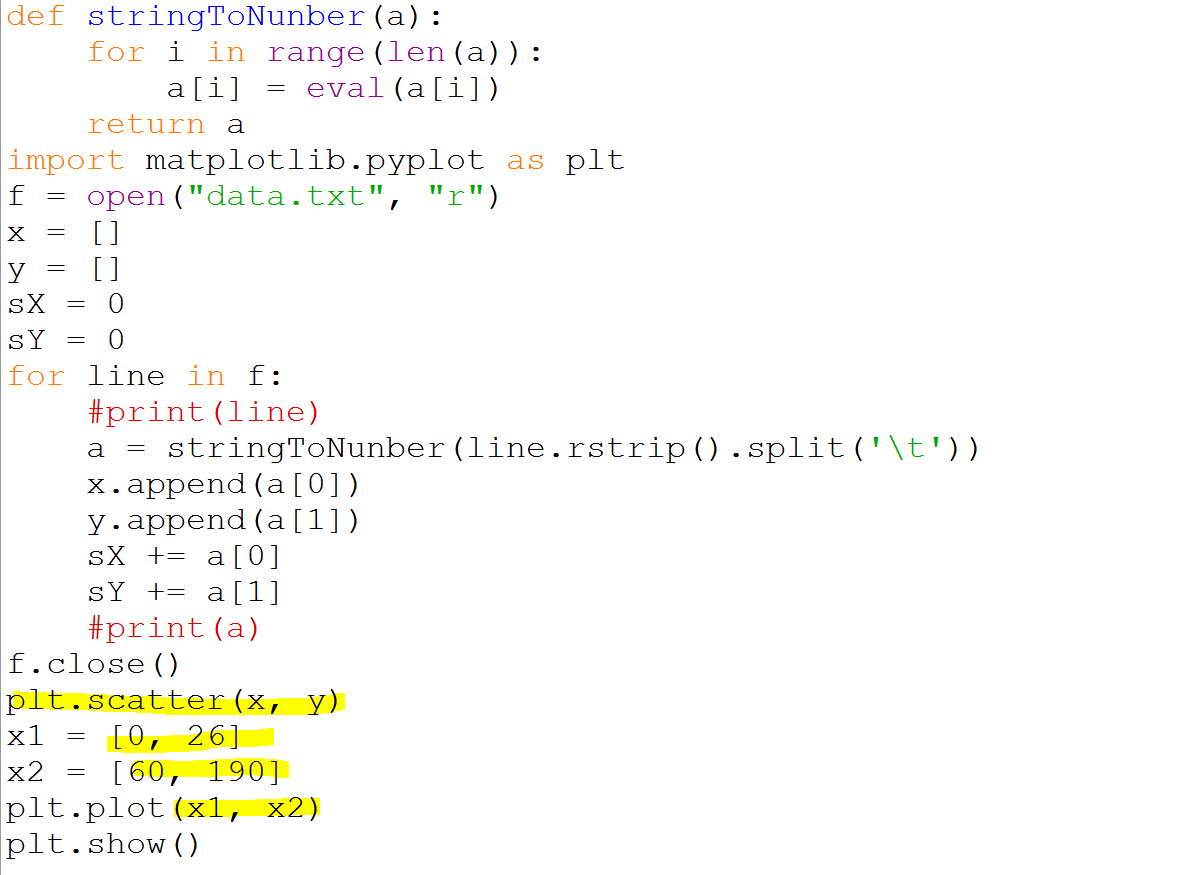 def stringToNunber(a):
    for i in range(len(a)):
        a[i] = eval(a[i])
    return a
import matplotlib.pyplot as plt
f = open("data.txt", "r")
x = []
y = []
sX = 0
sY = 0
for line in f:
    #print(line)
    a = stringToNunber(line.rstrip().split('\t'))
    x.append(a[0])
    y.append(a[1])
    sX += a[0]
    sY += a[1]
    #print(a)
f.close()
plt.scatter(x, y)
x1 = [0, 26]
x2 = [60, 190]
plt.plot(x1, x2)
plt.show()